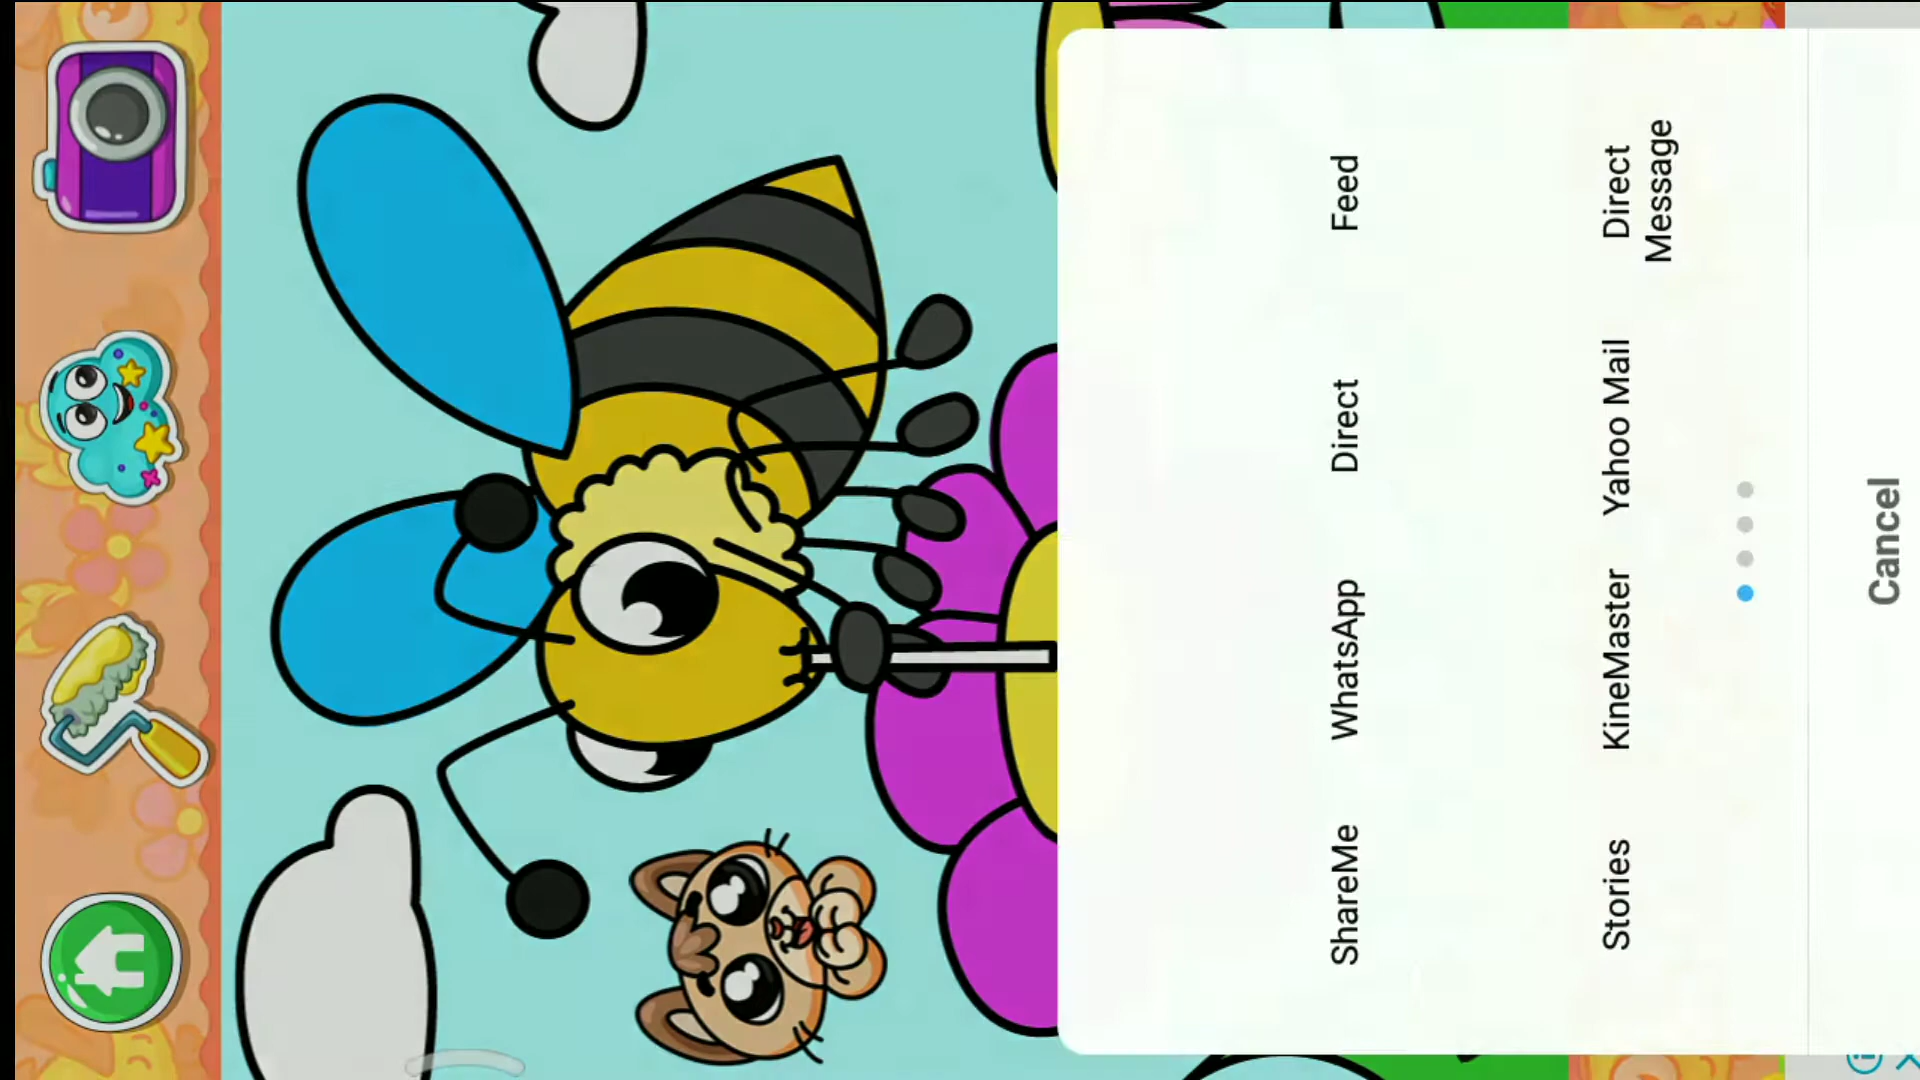 ShareMe
WhatsApp
Direct
Feed
Stories
KineMaster
Yahoo Mail
Direct
Message
Cancel